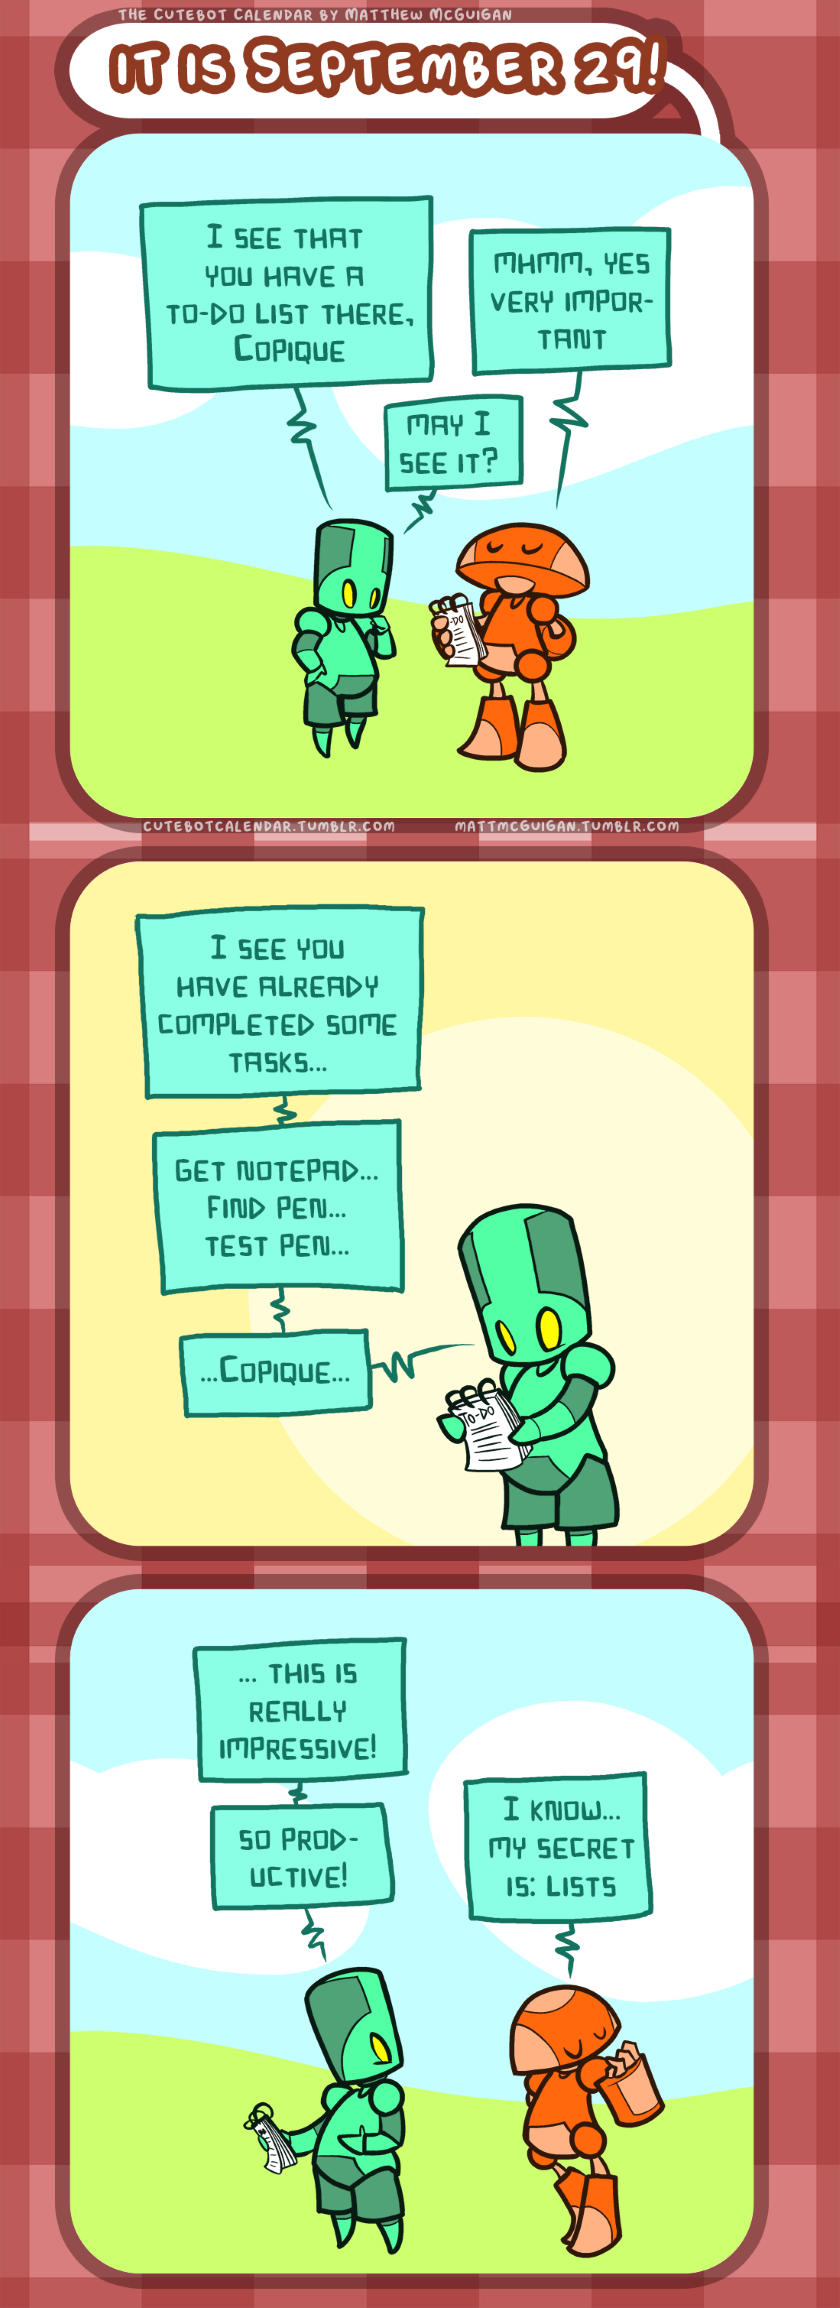 THE CUTEBOT CALENDAR BY MATTHEW MCGUIGAN
IT IS SEPTEMBER 29!
I SEE THAT
YOU HAVE A
TO-DO LIST THERE,
COPIQUE
MHMM, YES
VERY IMPOR-
TANT
MAY I
SEE IT?
-DO
CUTEBOTCALENDAR.TUMBLR.COM
MATTMCGUIGAN.TUMBLR.COM
I SEE YOU
HAVE ALREADY
COMPLETED SOME
TASKS...
GET NOTEPAD...
FIND PEN...
TEST PEN...
...COPIQUE...
TO-DO
... THIS IS
REALLY
IMPRESSIVE!
SO PROD-
UCTIVE!
I KNOW...
MY SECRET
IS: LISTS